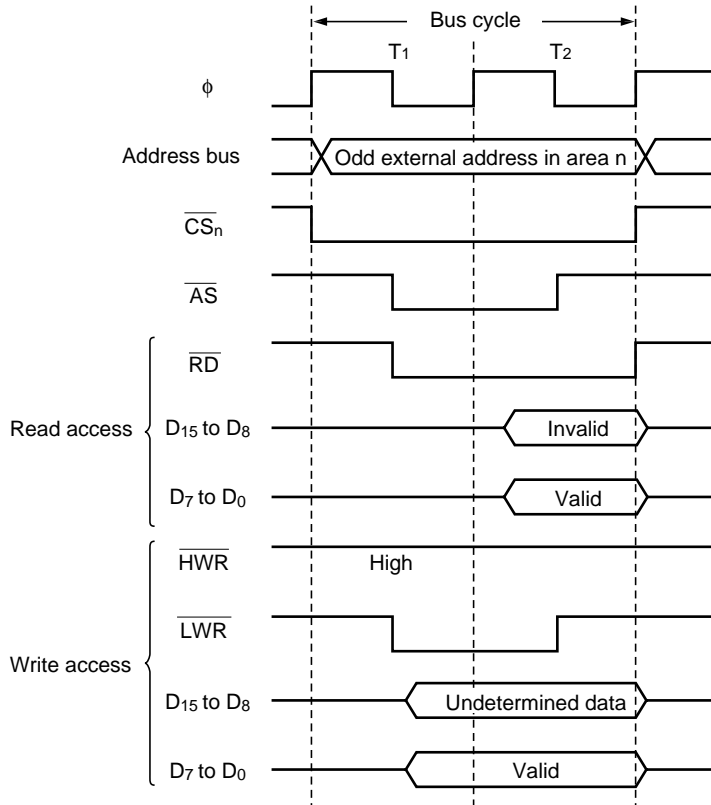 Bus cycle
T1 T2
ϕ
Address bus Odd external address in area n
CSn
AS
RD
Read access D15 to D8 Invalid
D7 to D0 Valid
HWR High
LWR
Write access
D15 to D8 Undetermined data
D7 to D0 Valid